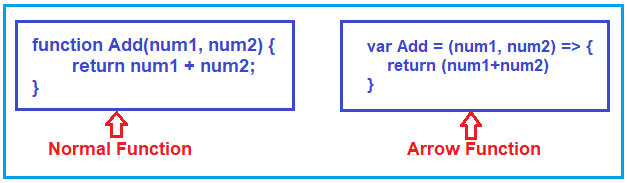 function Add(num1, num2) {
return num1 + num2;
}
Normal Function
var Add = (num1, num2) => {
return (num1+num2)
}
Arrow Function